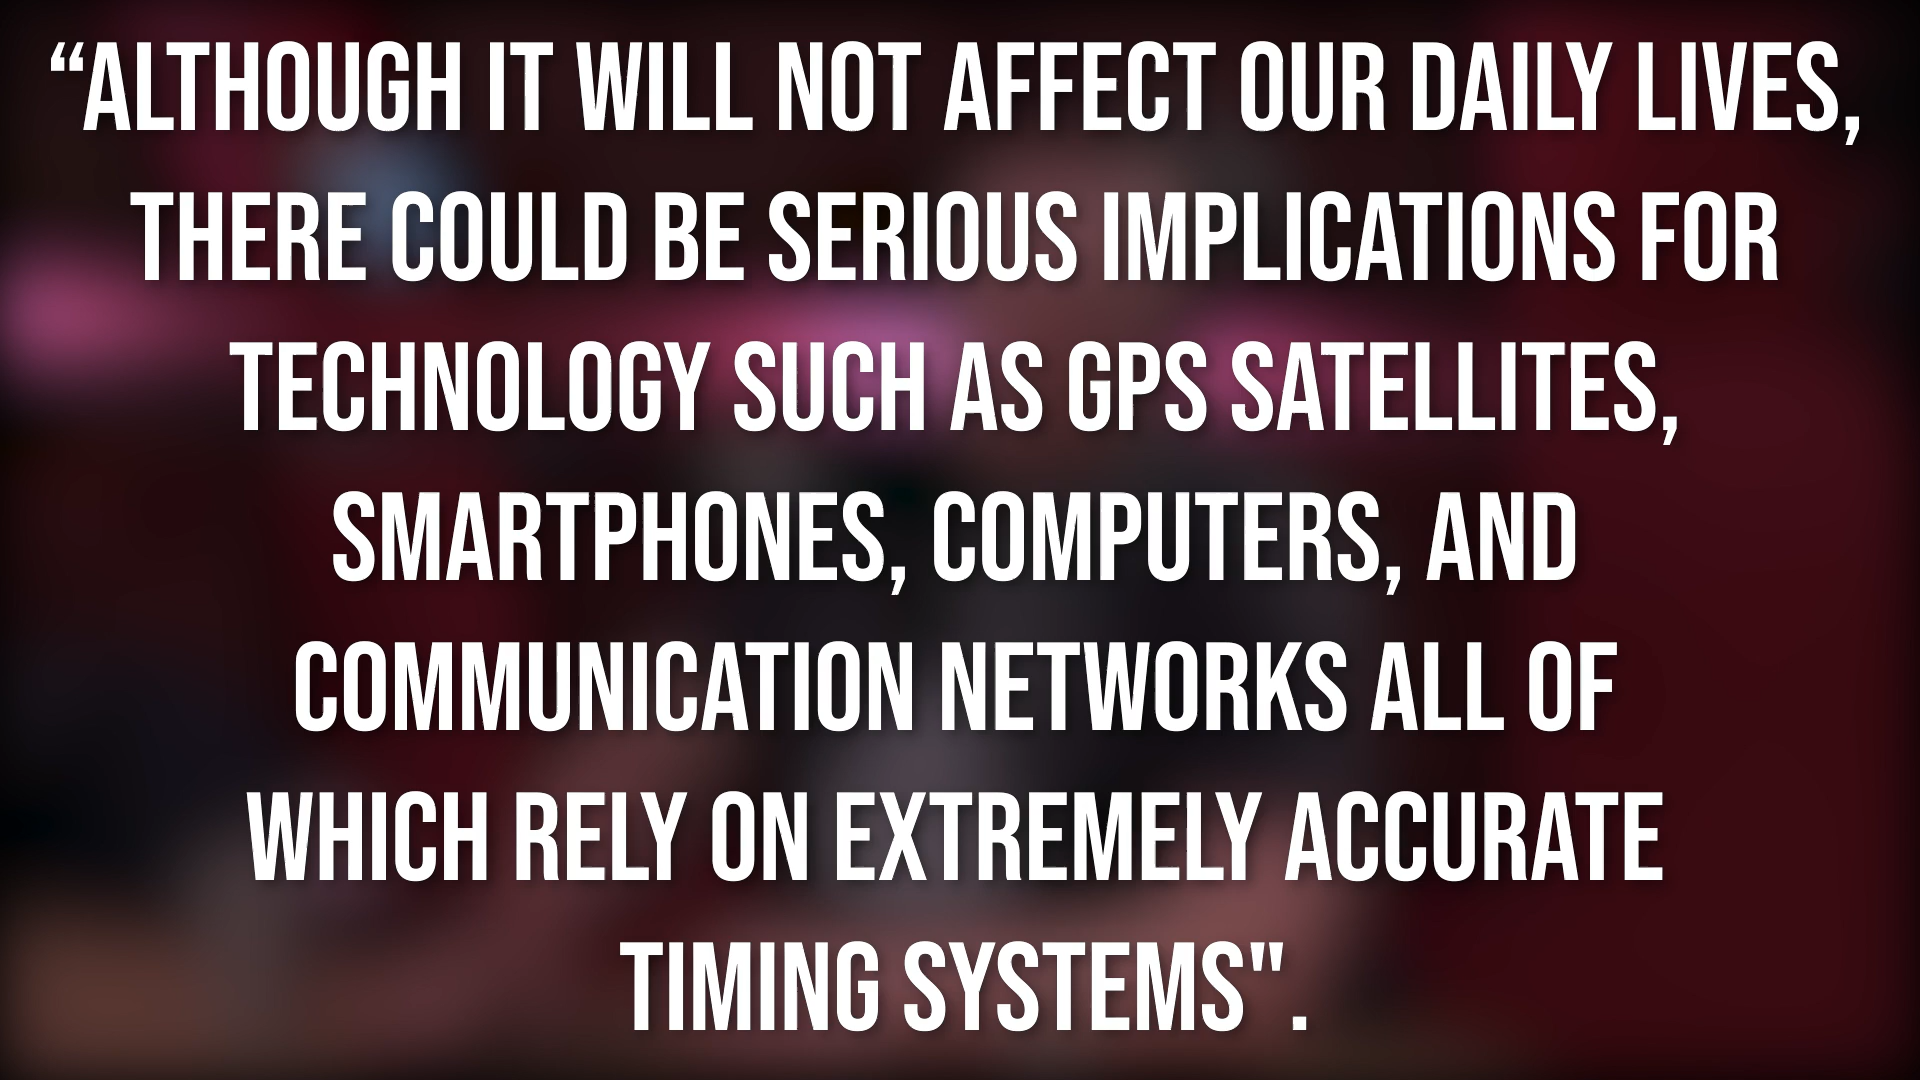 “ALTHOUGH IT WILL NOT AFFECT OUR DAILY LIVES,
THERE COULD BE SERIOUS IMPLICATIONS FOR
TECHNOLOGY SUCH AS GPS SATELLITES,
SMARTPHONES, COMPUTERS, AND
COMMUNICATION NETWORKS ALL OF
WHICH RELY ON EXTREMELY ACCURATE
TIMING SYSTEMS".